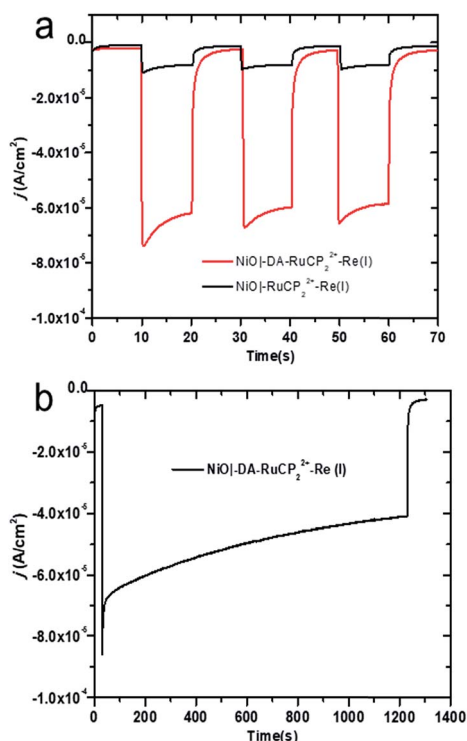 a
0.0
-2.0x10⁻⁵
-4.0x10⁻⁵
-6.0x10⁻⁵
-8.0x10⁻⁵
-1.0x10⁻⁴
j (A/cm²)
NiO|-DA-RuCP₂²⁺-Re(I)
NiO|-RuCP₂²⁺-Re(I)
0 10 20 30 40 50 60 70
Time(s)
b
0.0
-2.0x10⁻⁵
-4.0x10⁻⁵
-6.0x10⁻⁵
-8.0x10⁻⁵
-1.0x10⁻⁴
j (A/cm²)
NiO|-DA-RuCP₂²⁺-Re (I)
0 200 400 600 800 1000 1200 1400
Time(s)